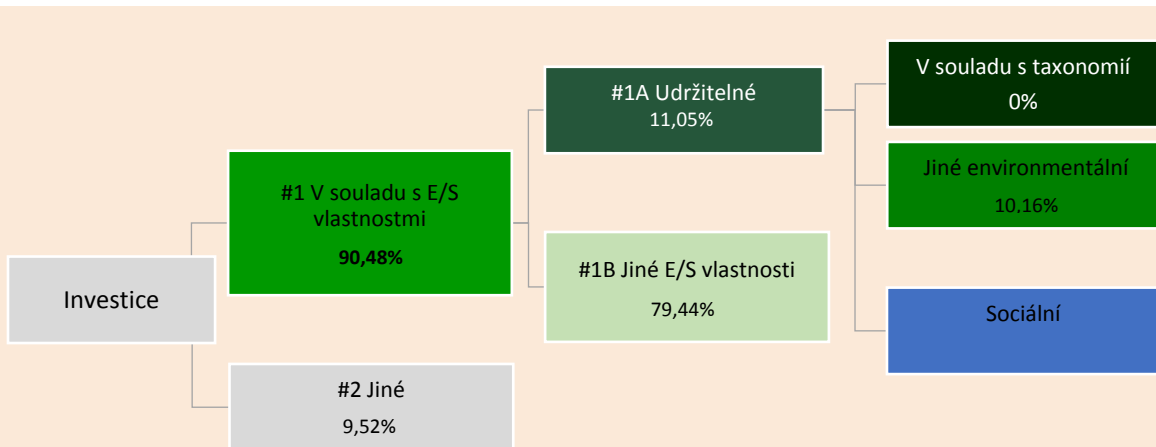 Investice
#1 V souladu s E/S
vlastnostmi
90,48%
#2 Jiné
9,52%
#1A Udržitelné
11,05%
#1B Jiné E/S vlastnosti
79,44%
V souladu s taxonomií
0%
Jiné environmentální
10,16%
Sociální